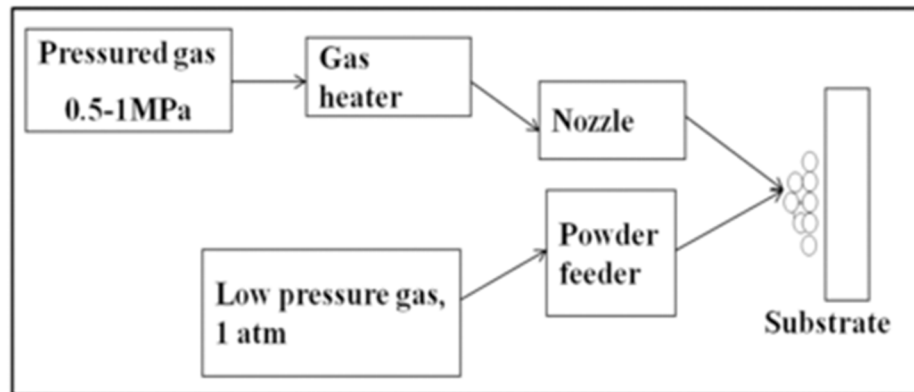 Pressured gas
0.5-1MPa
Gas
heater
Nozzle
Powder
feeder
Low pressure gas,
1 atm
Substrate